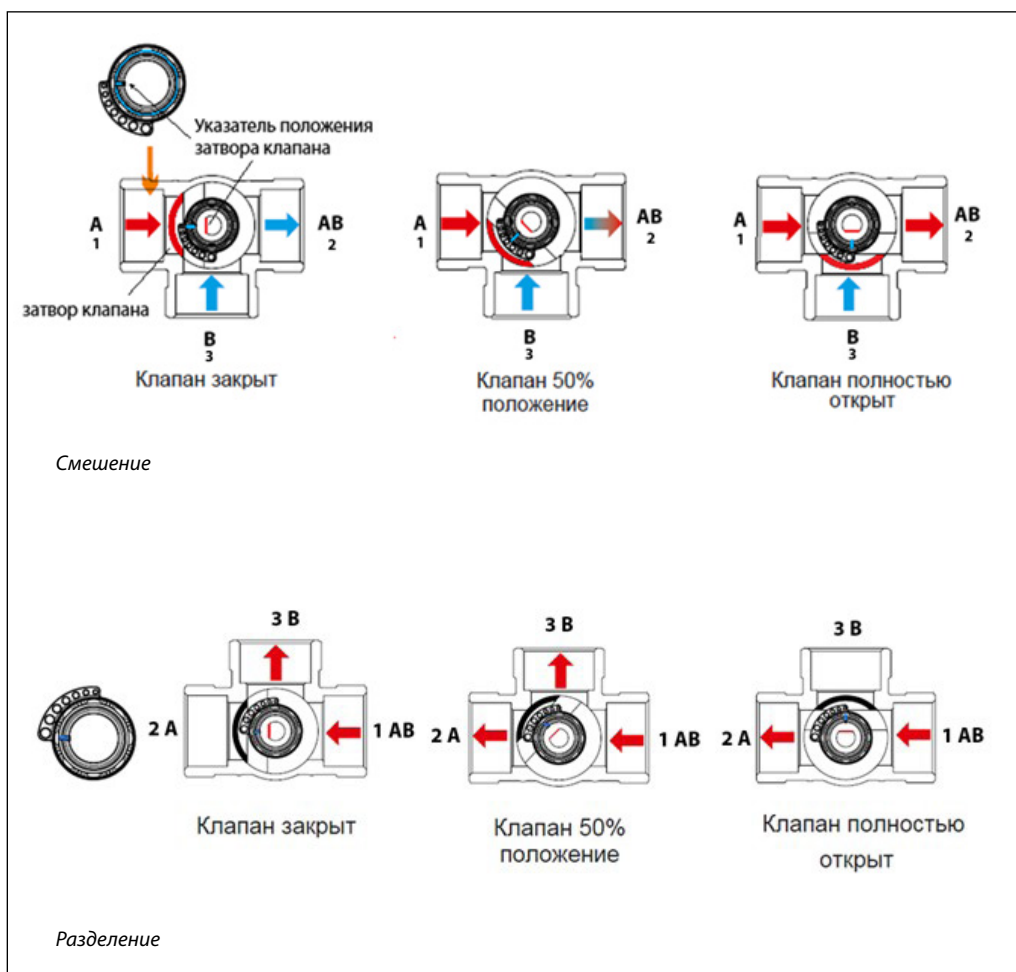 Указатель положения
затвора клапана
A
1
AB
2
затвор клапана
B
3
Клапан закрыт
A
1
AB
2
B
3
Клапан 50%
положение
A
1
AB
2
B
3
Клапан полностью
открыт
Смешение
3 B
2 A
1 AB
Клапан закрыт
3 B
2 A
1 AB
Клапан 50%
положение
3 B
2 A
1 AB
Клапан полностью
открыт
Разделение